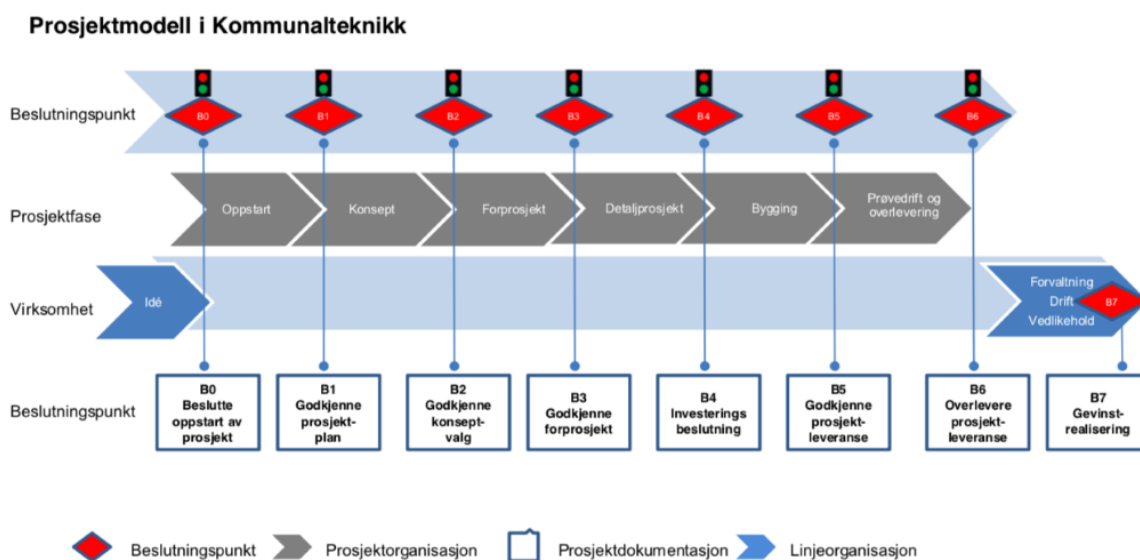 Prosjektmodell i Kommunalteknikk
Beslutningspunkt
B0
B1
B2
B3
B4
B5
B6
Prosjektfase
Oppstart
Konsept
Forprosjekt
Detaljprosjekt
Bygging
Prøvedrift og
overlevering
Virksomhet
Idé
Forvaltning
Drift
Vedlikehold
B7
Beslutningspunkt
B0
Beslutte
oppstart av
prosjekt
B1
Godkjenne
prosjekt-
plan
B2
Godkjenne
konsept-
valg
B3
Godkjenne
forprosjekt
B4
Investerings
beslutning
B5
Godkjenne
prosjekt-
leveranse
B6
Overlevere
prosjekt-
leveranse
B7
Gevinst-
realisering
Beslutningspunkt
Prosjektorganisasjon
Prosjektdokumentasjon
Linjeorganisasjon